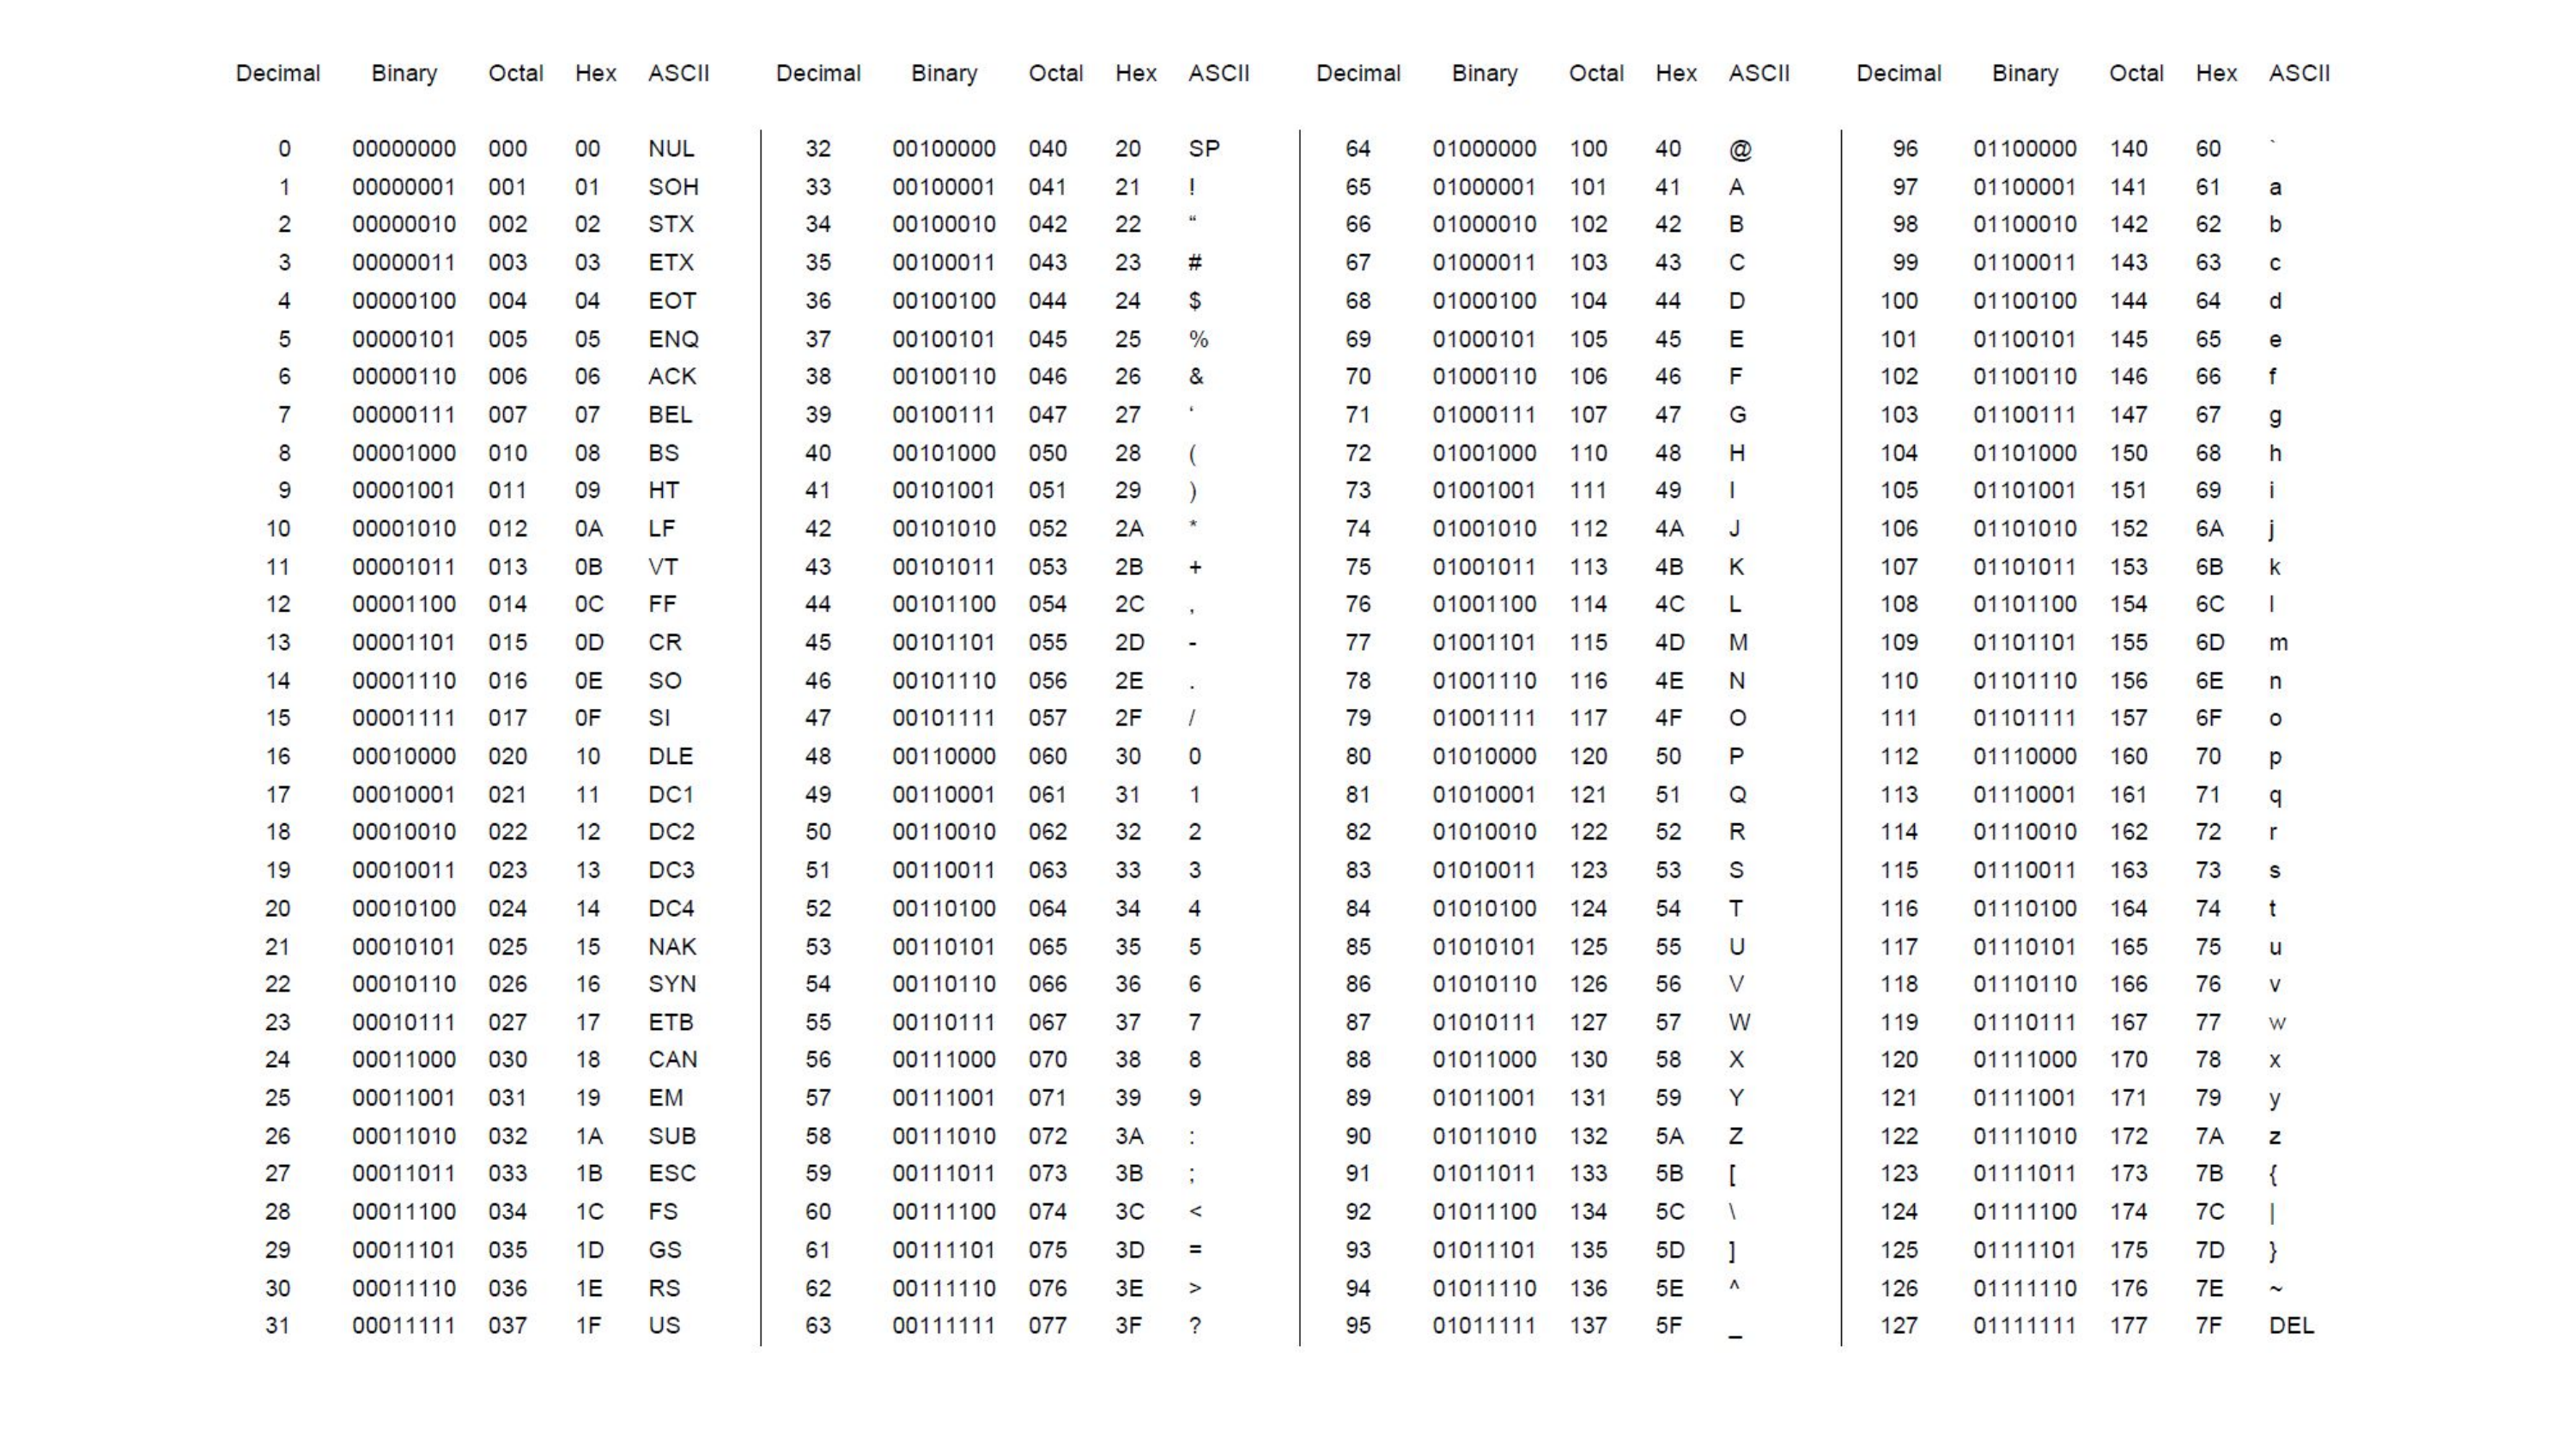 Decimal Binary Octal Hex ASCII Decimal Binary Octal Hex ASCII Decimal Binary Octal Hex ASCII Decimal Binary Octal Hex ASCII
0 00000000 000 00 NUL 32 00100000 040 20 SP 64 01000000 100 40 @ 96 01100000 140 60 `
1 00000001 001 01 SOH 33 00100001 041 21 ! 65 01000001 101 41 A 97 01100001 141 61 a
2 00000010 002 02 STX 34 00100010 042 22 “ 66 01000010 102 42 B 98 01100010 142 62 b
3 00000011 003 03 ETX 35 00100011 043 23 # 67 01000011 103 43 C 99 01100011 143 63 c
4 00000100 004 04 EOT 36 00100100 044 24 $ 68 01000100 104 44 D 100 01100100 144 64 d
5 00000101 005 05 ENQ 37 00100101 045 25 % 69 01000101 105 45 E 101 01100101 145 65 e
6 00000110 006 06 ACK 38 00100110 046 26 & 70 01000110 106 46 F 102 01100110 146 66 f
7 00000111 007 07 BEL 39 00100111 047 27 ‘ 71 01000111 107 47 G 103 01100111 147 67 g
8 00001000 010 08 BS 40 00101000 050 28 ( 72 01001000 110 48 H 104 01101000 150 68 h
9 00001001 011 09 HT 41 00101001 051 29 ) 73 01001001 111 49 I 105 01101001 151 69 i
10 00001010 012 0A LF 42 00101010 052 2A * 74 01001010 112 4A J 106 01101010 152 6A j
11 00001011 013 0B VT 43 00101011 053 2B + 75 01001011 113 4B K 107 01101011 153 6B k
12 00001100 014 0C FF 44 00101100 054 2C , 76 01001100 114 4C L 108 01101100 154 6C l
13 00001101 015 0D CR 45 00101101 055 2D - 77 01001101 115 4D M 109 01101101 155 6D m
14 00001110 016 0E SO 46 00101110 056 2E . 78 01001110 116 4E N 110 01101110 156 6E n
15 00001111 017 0F SI 47 00101111 057 2F / 79 01001111 117 4F O 111 01101111 157 6F o
16 00010000 020 10 DLE 48 00110000 060 30 0 80 01010000 120 50 P 112 01110000 160 70 p
17 00010001 021 11 DC1 49 00110001 061 31 1 81 01010001 121 51 Q 113 01110001 161 71 q
18 00010010 022 12 DC2 50 00110010 062 32 2 82 01010010 122 52 R 114 01110010 162 72 r
19 00010011 023 13 DC3 51 00110011 063 33 3 83 01010011 123 53 S 115 01110011 163 73 s
20 00010100 024 14 DC4 52 00110100 064 34 4 84 01010100 124 54 T 116 01110100 164 74 t
21 00010101 025 15 NAK 53 00110101 065 35 5 85 01010101 125 55 U 117 01110101 165 75 u
22 00010110 026 16 SYN 54 00110110 066 36 6 86 01010110 126 56 V 118 01110110 166 76 v
23 00010111 027 17 ETB 55 00110111 067 37 7 87 01010111 127 57 W 119 01110111 167 77 w
24 00011000 030 18 CAN 56 00111000 070 38 8 88 01011000 130 58 X 120 01111000 170 78 x
25 00011001 031 19 EM 57 00111001 071 39 9 89 01011001 131 59 Y 121 01111001 171 79 y
26 00011010 032 1A SUB 58 00111010 072 3A : 90 01011010 132 5A Z 122 01111010 172 7A z
27 00011011 033 1B ESC 59 00111011 073 3B ; 91 01011011 133 5B [ 123 01111011 173 7B {
28 00011100 034 1C FS 60 00111100 074 3C < 92 01011100 134 5C \ 124 01111100 174 7C |
29 00011101 035 1D GS 61 00111101 075 3D = 93 01011101 135 5D ] 125 01111101 175 7D }
30 00011110 036 1E RS 62 00111110 076 3E > 94 01011110 136 5E ^ 126 01111110 176 7E ~
31 00011111 037 1F US 63 00111111 077 3F ? 95 01011111 137 5F _ 127 01111111 177 7F DEL